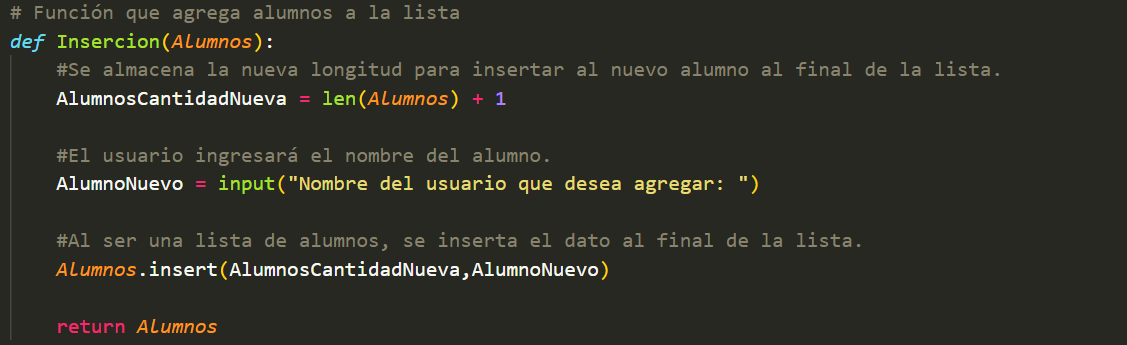 # Función que agrega alumnos a la lista
def Insercion(Alumnos):
    #Se almacena la nueva longitud para insertar al nuevo alumno al final de la lista.
    AlumnosCantidadNueva = len(Alumnos) + 1
    #El usuario ingresará el nombre del alumno.
    AlumnoNuevo = input("Nombre del usuario que desea agregar: ")
    #Al ser una lista de alumnos, se inserta el dato al final de la lista.
    Alumnos.insert(AlumnosCantidadNueva,AlumnoNuevo)
    return Alumnos